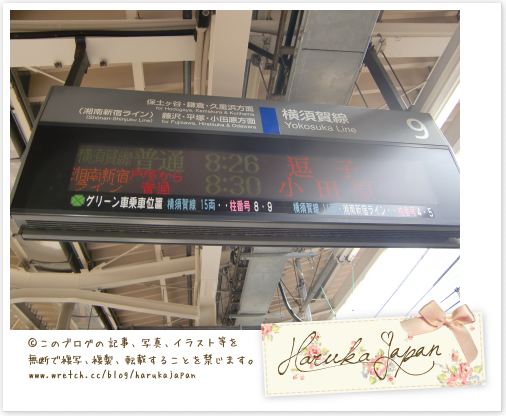 保土ヶ谷・鎌倉・久里浜方面
for Hodogaya, Kamakura & Kurihama
(湘南新宿ライン)
(Shonan-Shinjuku Line)
藤沢・平塚・小田原方面
for Fujisawa, Hiratsuka & Odawara
横須賀線
Yokosuka Line
9
横須賀線 普通 8:26 逗子
湘南新宿ライン 普通 8:30 小田
グリーン車乗車位置 横須賀線 15両・・柱番号 8・9 横須賀線 湘南新宿ライン・・ 4・5
©このブログの記事、写真、イラスト等を
無断で複写、複製、転載することを禁じます。
www.wretch.cc/blog/harukajapan
Haruka Japan